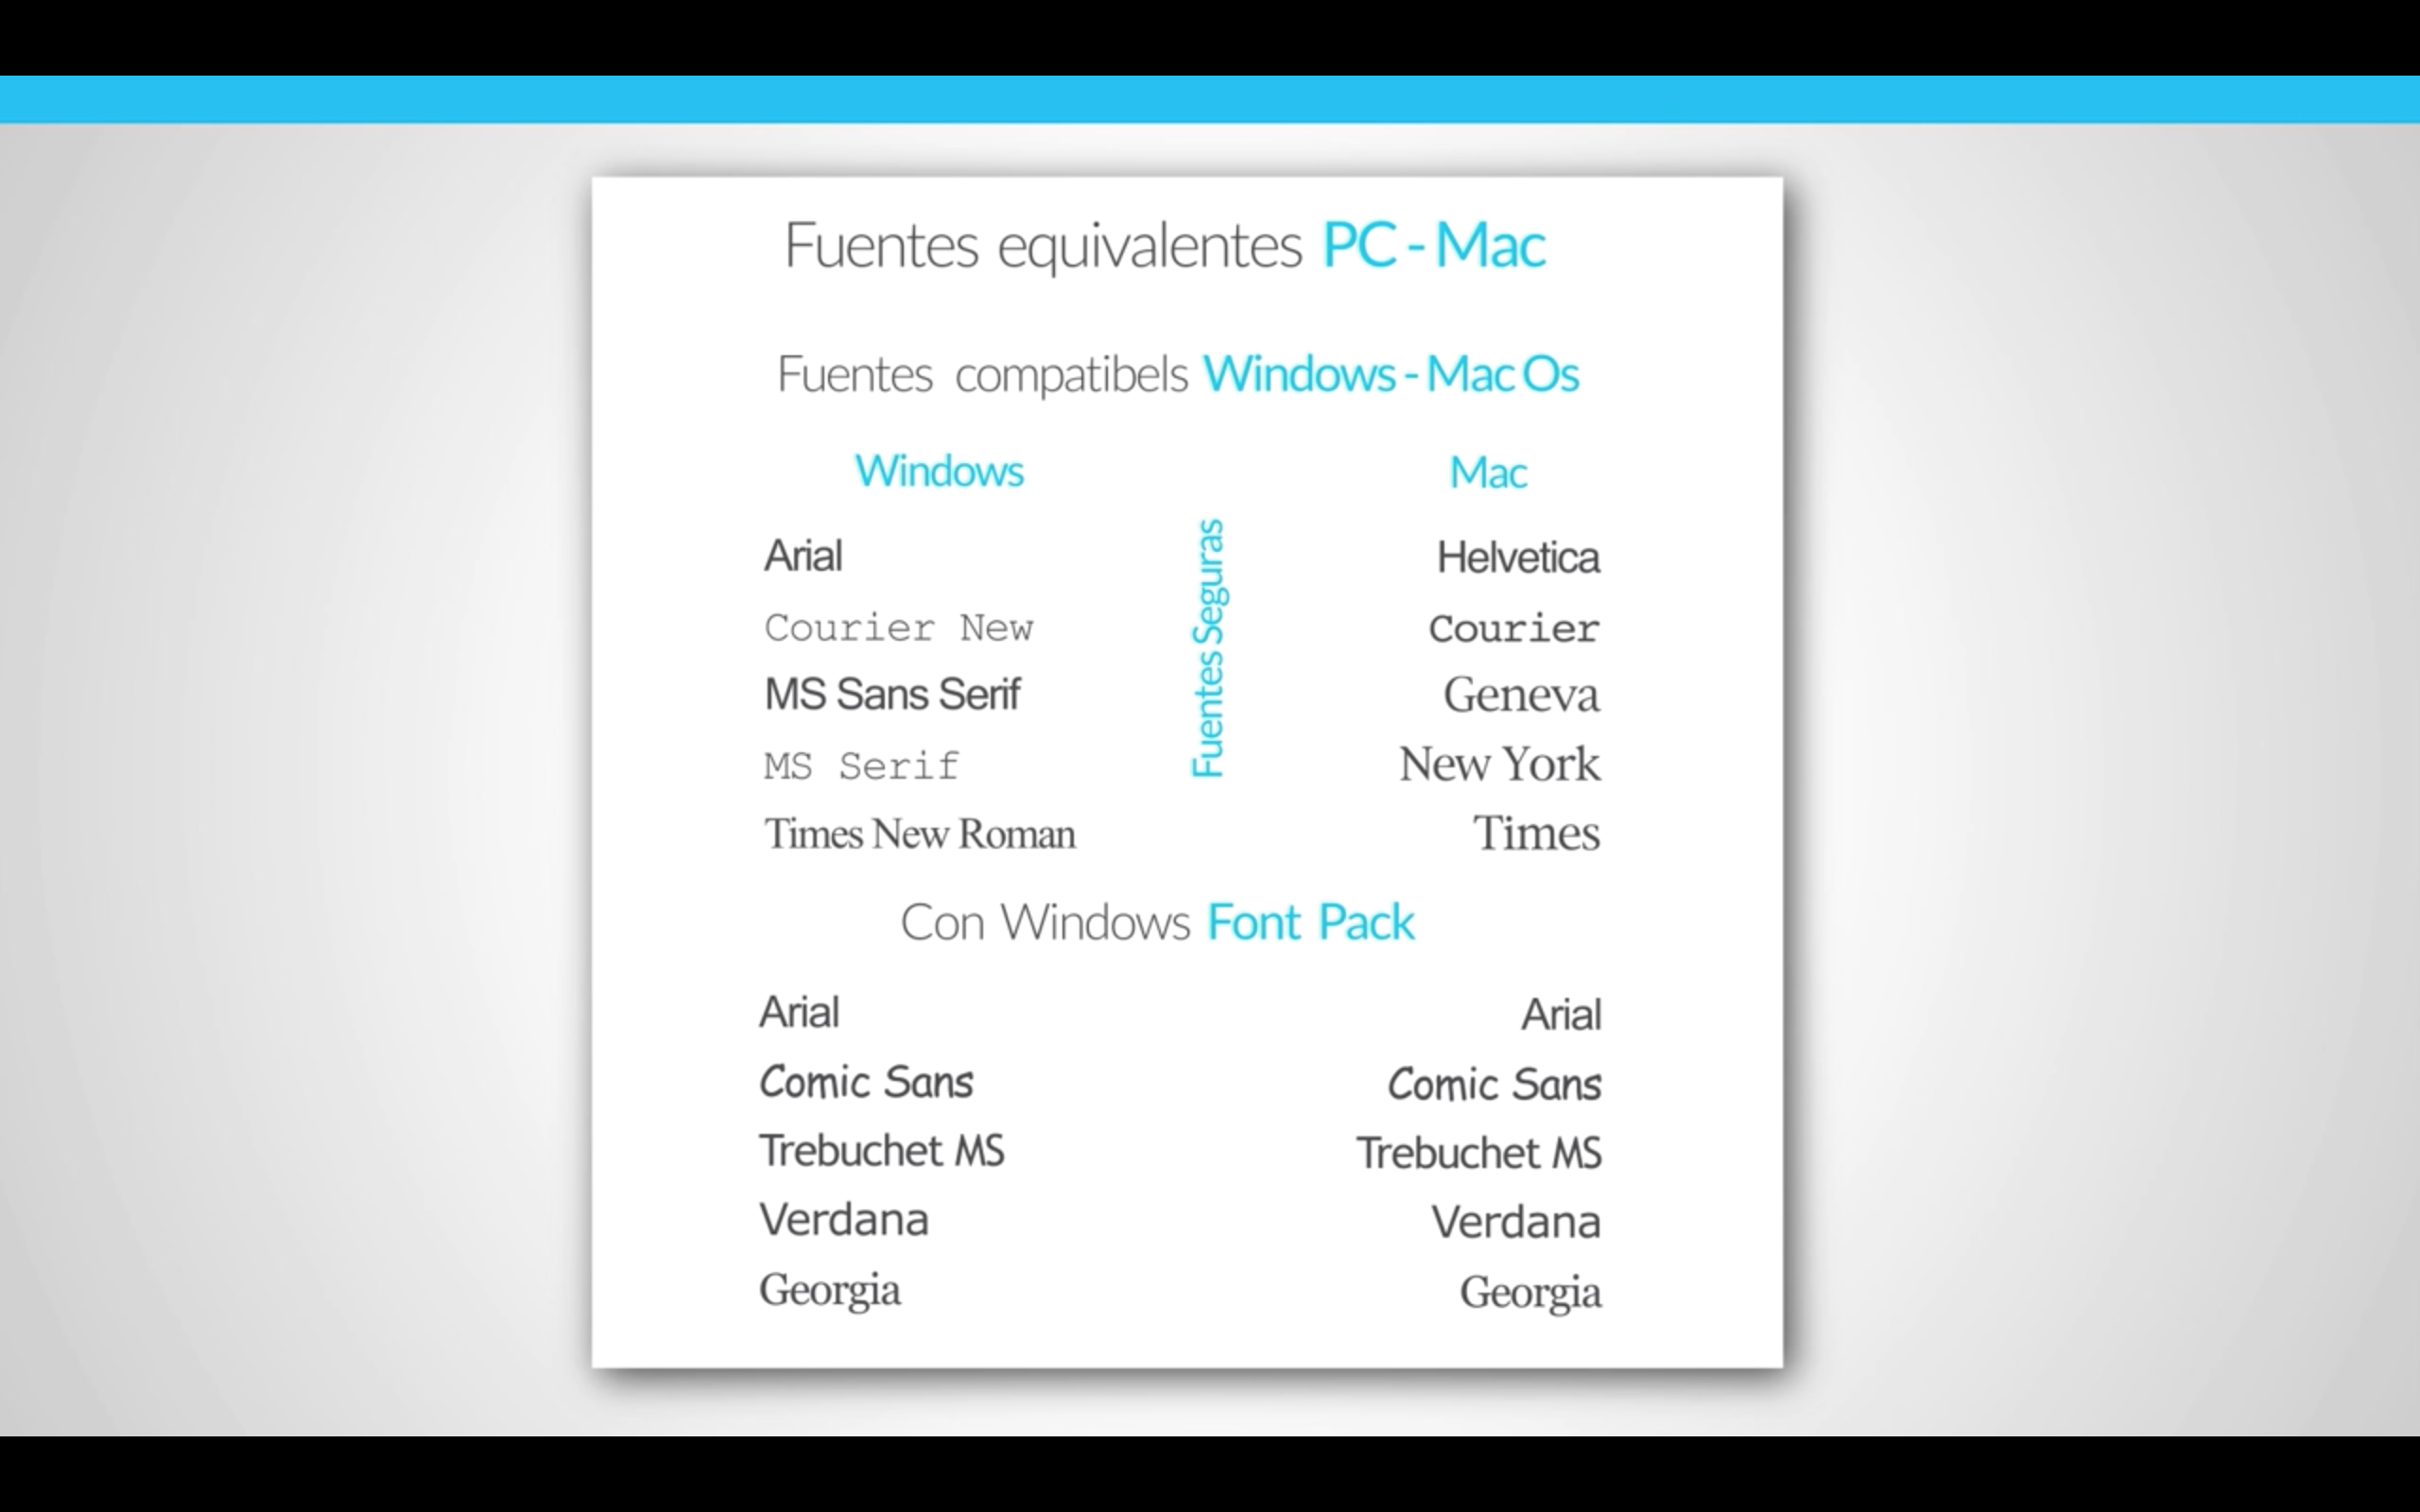 Fuentes equivalentes PC - Mac
Fuentes compatibels Windows - Mac Os
Windows Mac
Fuentes Seguras
Arial Helvetica
Courier New Courier
MS Sans Serif Geneva
MS Serif New York
Times New Roman Times
Con Windows Font Pack
Arial Arial
Comic Sans Comic Sans
Trebuchet MS Trebuchet MS
Verdana Verdana
Georgia Georgia